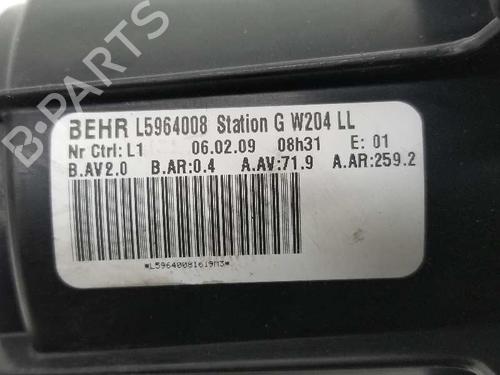 B-PARTS
BEHR L5964008 Station G W204 LL
Nr Ctrl: L1 06.02.09 08h31 E: 01
B.AV2.0 B.AR:0.4 A.AV:71.9 A.AR:259.2
*L59640081619M3*